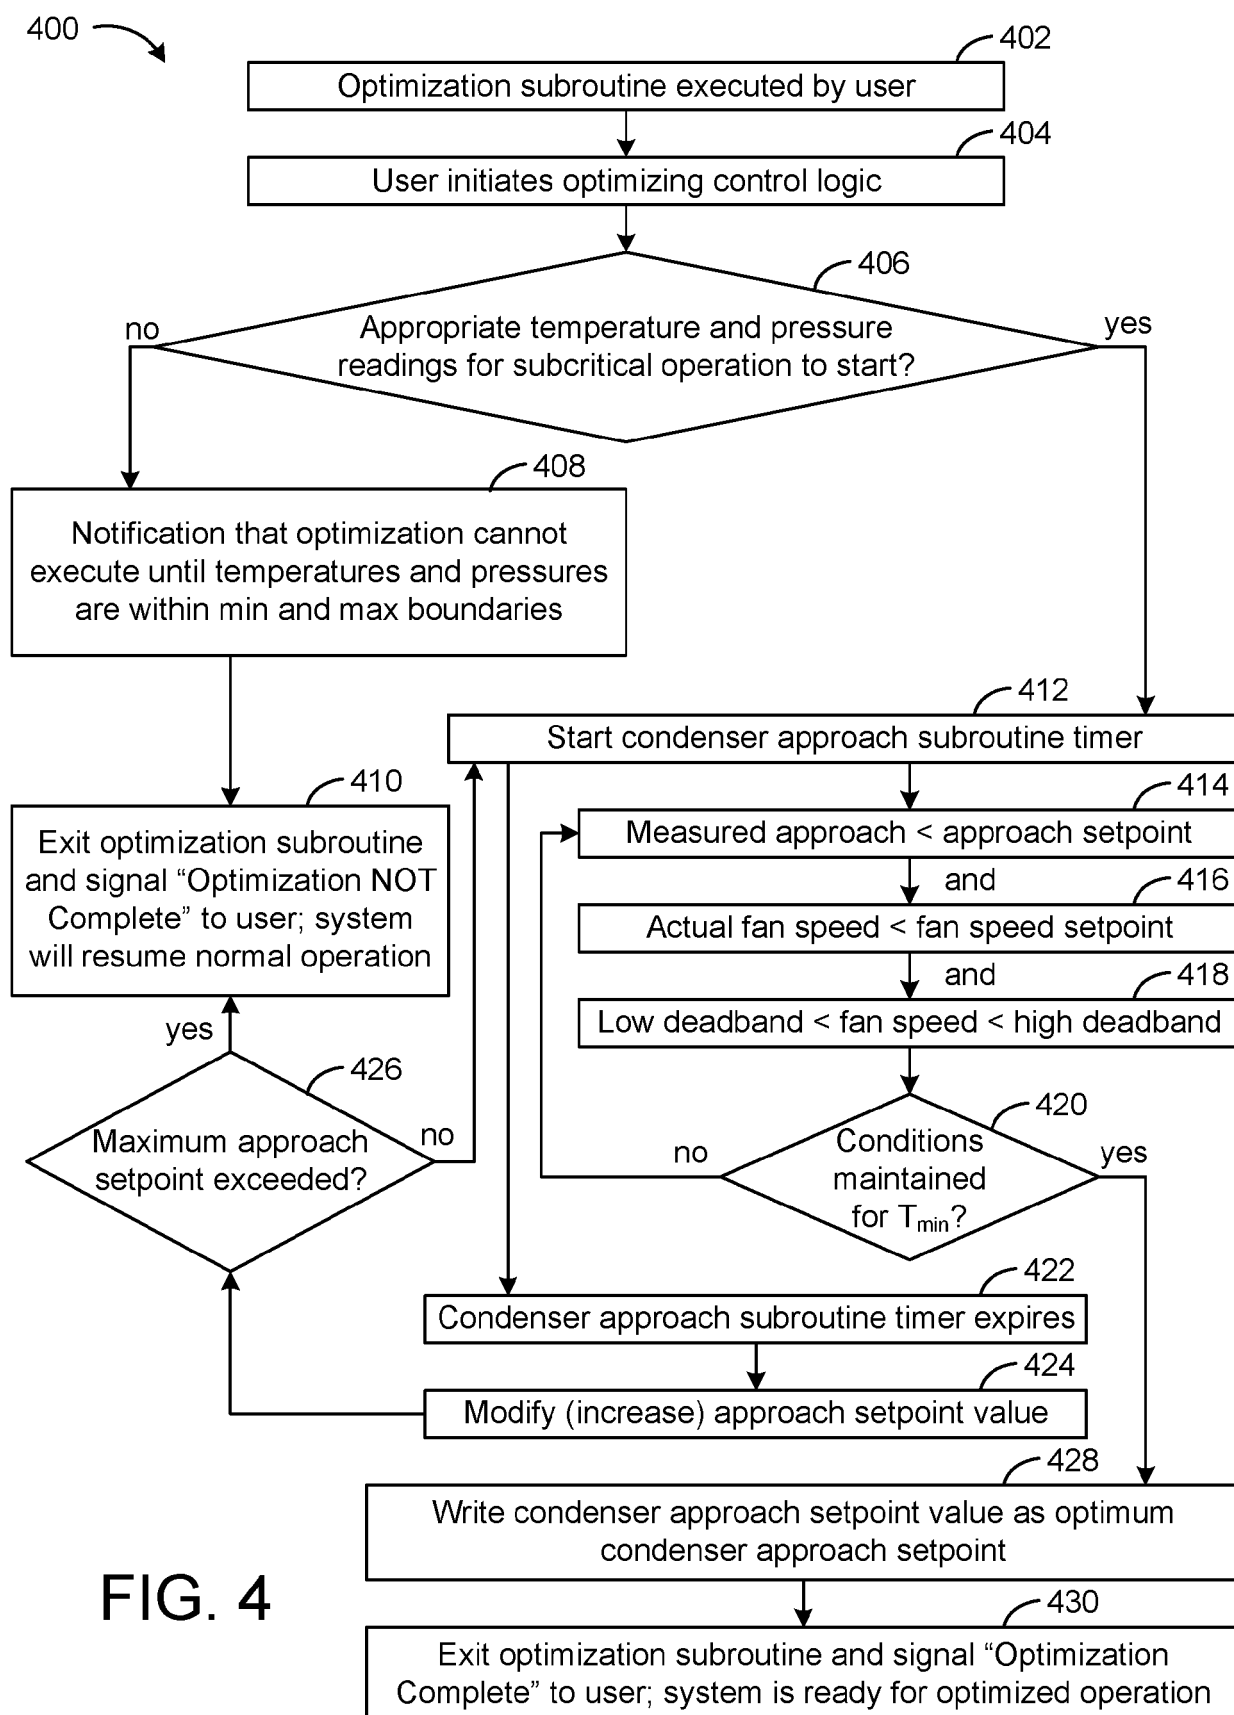 400
402
Optimization subroutine executed by user
404
User initiates optimizing control logic
406
no
Appropriate temperature and pressure
readings for subcritical operation to start?
yes
408
Notification that optimization cannot
execute until temperatures and pressures
are within min and max boundaries
412
Start condenser approach subroutine timer
410
Exit optimization subroutine
and signal “Optimization NOT
Complete” to user; system
will resume normal operation
414
Measured approach < approach setpoint
and
416
Actual fan speed < fan speed setpoint
and
418
Low deadband < fan speed < high deadband
yes
426
Maximum approach
setpoint exceeded?
no
420
no
Conditions
maintained
for Tmin?
yes
422
Condenser approach subroutine timer expires
424
Modify (increase) approach setpoint value
428
Write condenser approach setpoint value as optimum
condenser approach setpoint
FIG. 4
430
Exit optimization subroutine and signal “Optimization
Complete” to user; system is ready for optimized operation